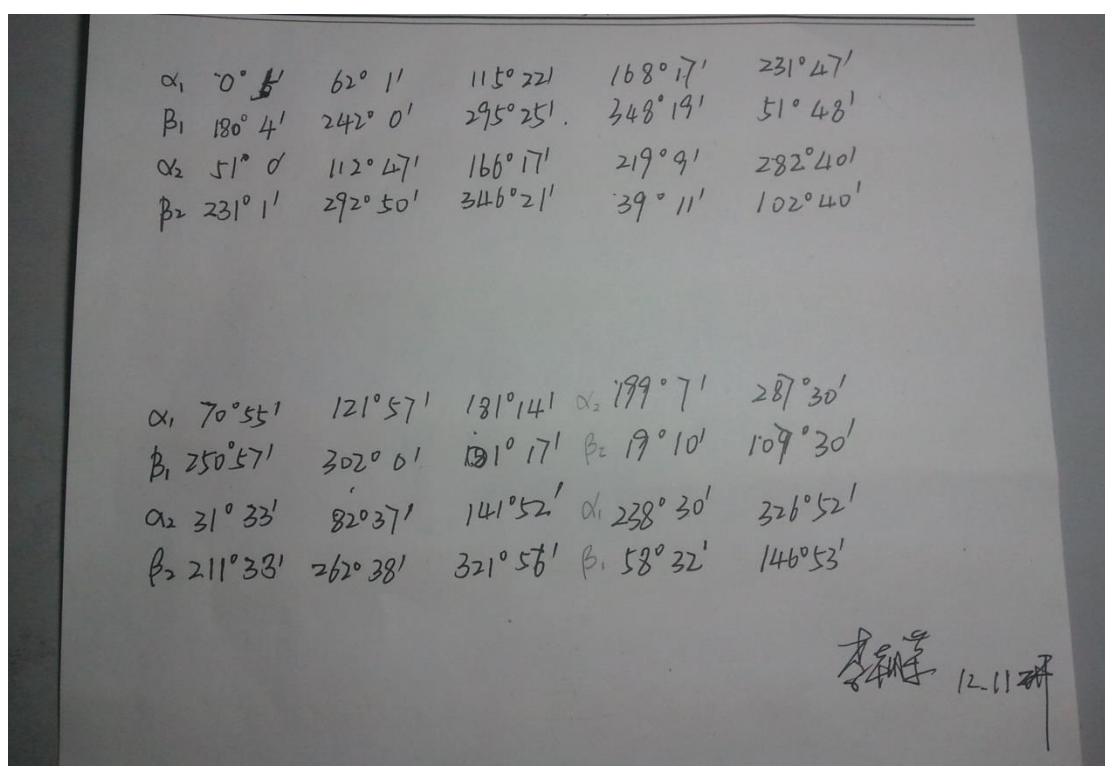 α₁ 0° 5' 62° 1' 115° 22' 168° 17' 231° 47'
β₁ 180° 4' 242° 0' 295° 25'. 348° 19' 51° 48'
α₂ 51° 0' 112° 47' 166° 17' 219° 9' 282° 40'
β₂ 231° 1' 292° 50' 346° 21' 39° 11' 102° 40'
α₁ 70° 55' 121° 57' 181° 14' α₂ 199° 7' 287° 30'
β₁ 250° 57' 302° 0' 1° 17' β₂ 19° 10' 109° 30'
α₂ 31° 33' 82° 37' 141° 52' α₁ 238° 30' 326° 52'
β₂ 211° 33' 262° 38' 321° 56' β₁ 58° 32' 146° 53'
12.11